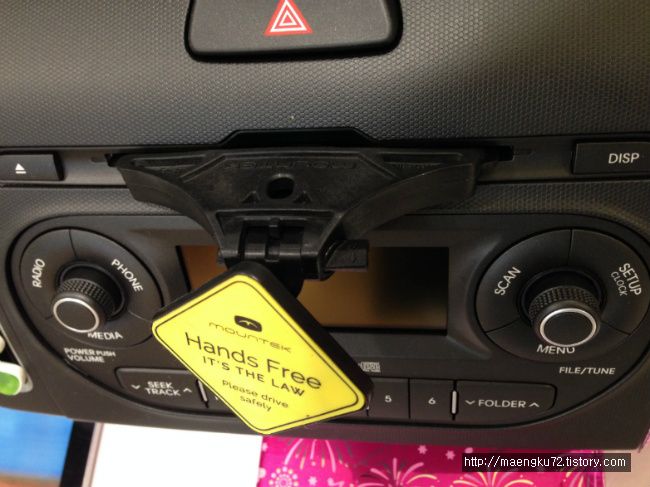 DISP
RADIO
PHONE
MEDIA
POWER PUSH
VOLUME
SCAN
SETUP
CLOCK
MENU
FILE/TUNE
MOUNTEK
Hands Free
IT'S THE LAW
Please drive
safely
SEEK
TRACK
5
6
FOLDER
http://maengku72.tistory.com